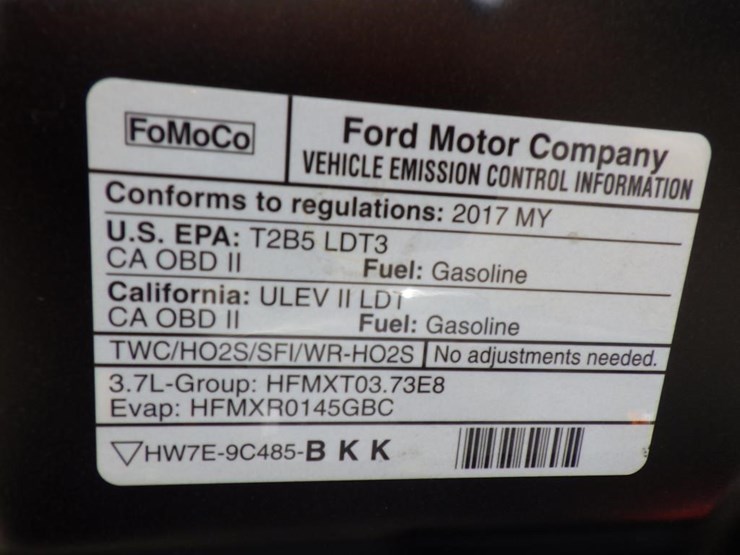 FoMoCo
Ford Motor Company
VEHICLE EMISSION CONTROL INFORMATION
Conforms to regulations: 2017 MY
U.S. EPA: T2B5 LDT3
CA OBD II Fuel: Gasoline
California: ULEV II LDT
CA OBD II Fuel: Gasoline
TWC/HO2S/SFI/WR-HO2S No adjustments needed.
3.7L-Group: HFMXT03.73E8
Evap: HFMXR0145GBC
▽HW7E-9C485-B K K